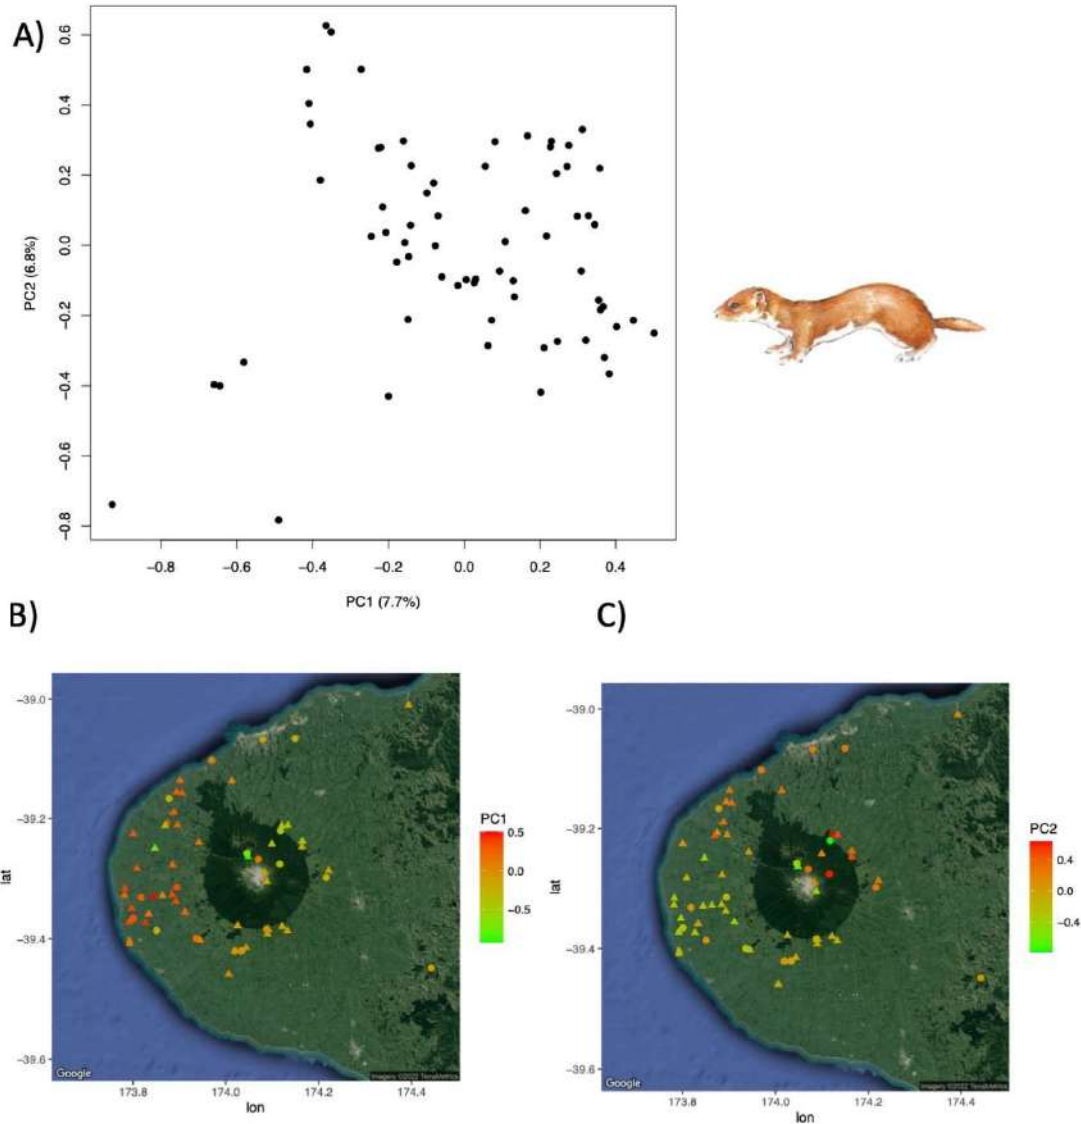 A)
0.6
0.4
0.2
0.0
−0.2
−0.4
−0.6
−0.8
PC2 (6.8%)
−0.8 −0.6 −0.4 −0.2 0.0 0.2 0.4
PC1 (7.7%)
B)
−39.0
−39.2
−39.4
−39.6
lat
Google
Imagery ©2022 TerraMetrics
173.8 174.0 174.2 174.4
lon
PC1
0.5
0.0
−0.5
C)
−39.0
−39.2
−39.4
−39.6
lat
Google
Imagery ©2022 TerraMetrics
173.8 174.0 174.2 174.4
lon
PC2
0.4
0.0
−0.4